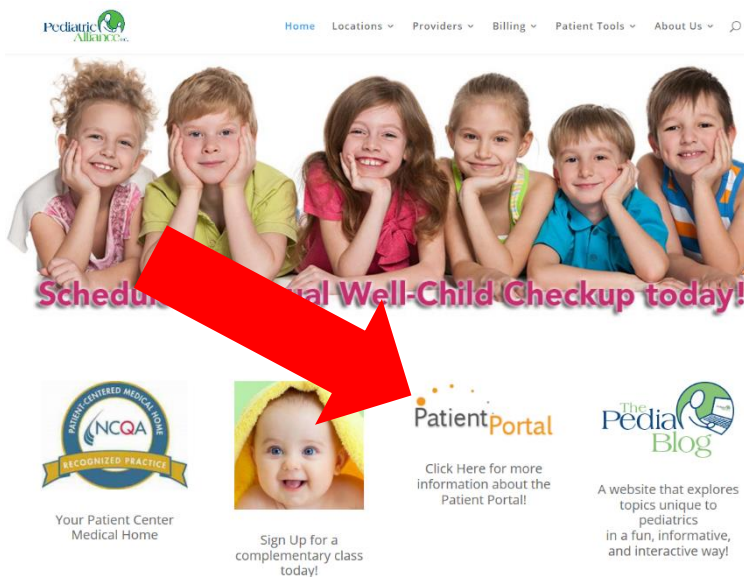 Pediatric
Alliance P.C.
Home Locations Providers Billing Patient Tools About Us
Schedul ual Well-Child Checkup today!
PATIENT-CENTERED MEDICAL HOME
NCQA
RECOGNIZED PRACTICE
Your Patient Center
Medical Home
Sign Up for a
complementary class
today!
PatientPortal
Click Here for more
information about the
Patient Portal!
The
Pedia
Blog
A website that explores
topics unique to
pediatrics
in a fun, informative,
and interactive way!